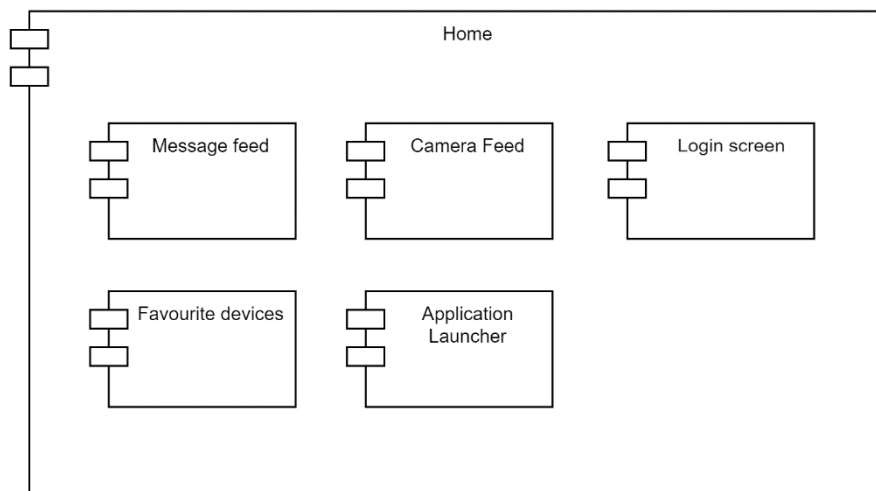 Home
Message feed
Camera Feed
Login screen
Favourite devices
Application
Launcher